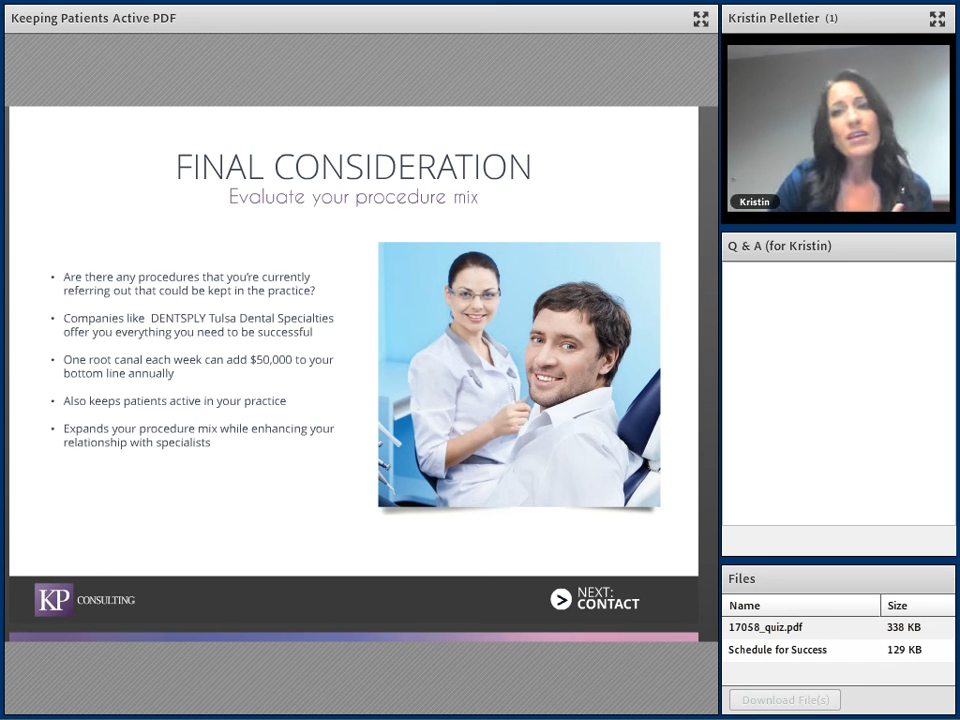 Keeping Patients Active PDF
FINAL CONSIDERATION
Evaluate your procedure mix
• Are there any procedures that you're currently
referring out that could be kept in the practice?
• Companies like DENTSPLY Tulsa Dental Specialties
offer you everything you need to be successful
• One root canal each week can add $50,000 to your
bottom line annually
• Also keeps patients active in your practice
• Expands your procedure mix while enhancing your
relationship with specialists
KP CONSULTING
NEXT:
CONTACT
Kristin Pelletier (1)
Kristin
Q & A (for Kristin)
Files
Name Size
17058_quiz.pdf 338 KB
Schedule for Success 129 KB
Download File(s)